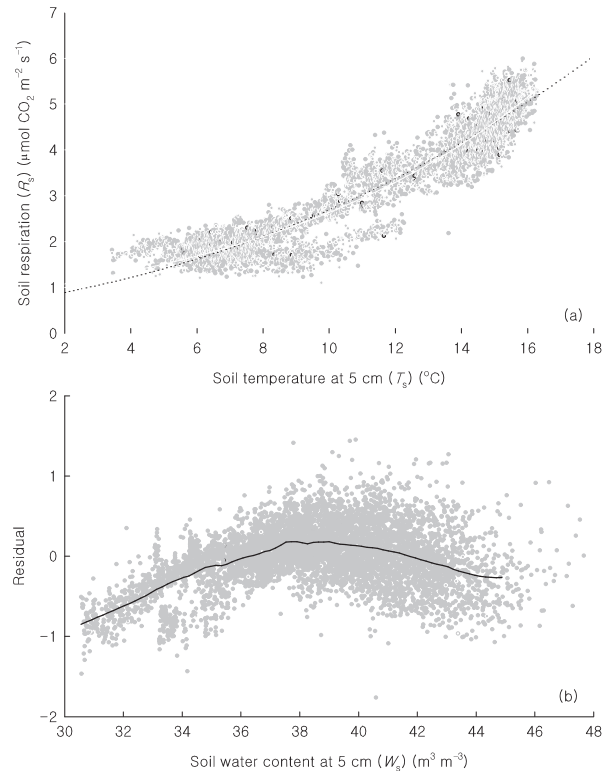 7
6
5
4
3
2
1
0
Soil respiration (Rs) (μmol CO2 m−2 s−1)
2 4 6 8 10 12 14 16 18
(a)
Soil temperature at 5 cm (Ts) (oC)
2
1
0
−1
−2
Residual
(b)
30 32 34 36 38 40 42 44 46 48
Soil water content at 5 cm (Ws) (m3 m−3)